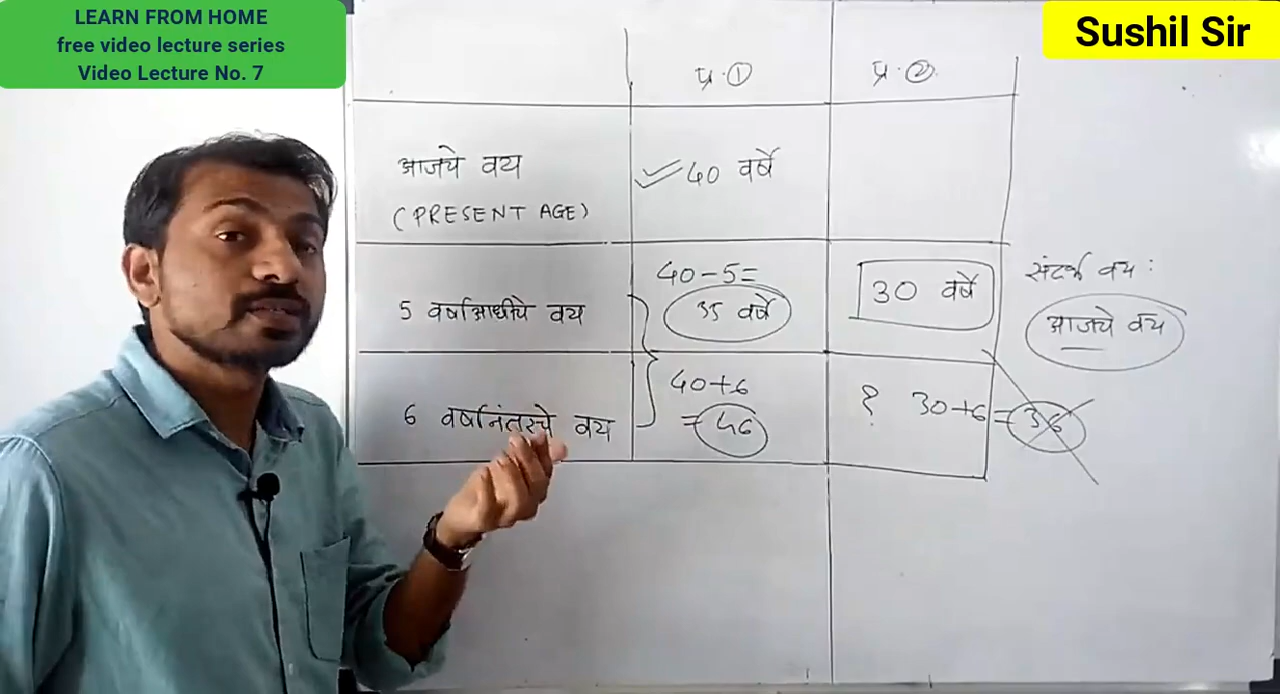 LEARN FROM HOME
free video lecture series
Video Lecture No. 7
Sushil Sir
प्र.①
प्र.②
आजचे वय
(PRESENT AGE)
40 वर्षे
5 वर्षाआधीचे वय
40-5=
35 वर्षे
30 वर्षे
संदर्भ वय:
आजचे वय
6 वर्षानंतरचे वय
40+6
=46
? 30+6=36